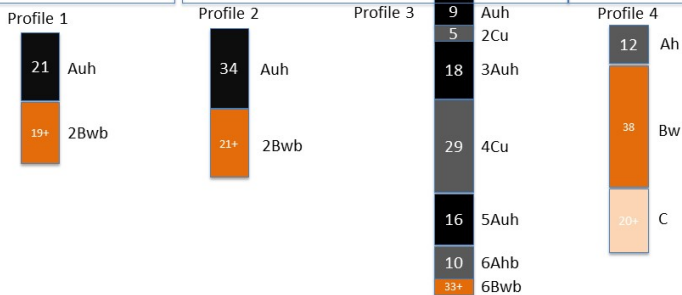 Profile 1
21 Auh
19+ 2Bwb
Profile 2
34 Auh
21+ 2Bwb
Profile 3
9 Auh
5 2Cu
18 3Auh
29 4Cu
16 5Auh
10 6Ahb
33+ 6Bwb
Profile 4
12 Ah
38 Bw
20+ C